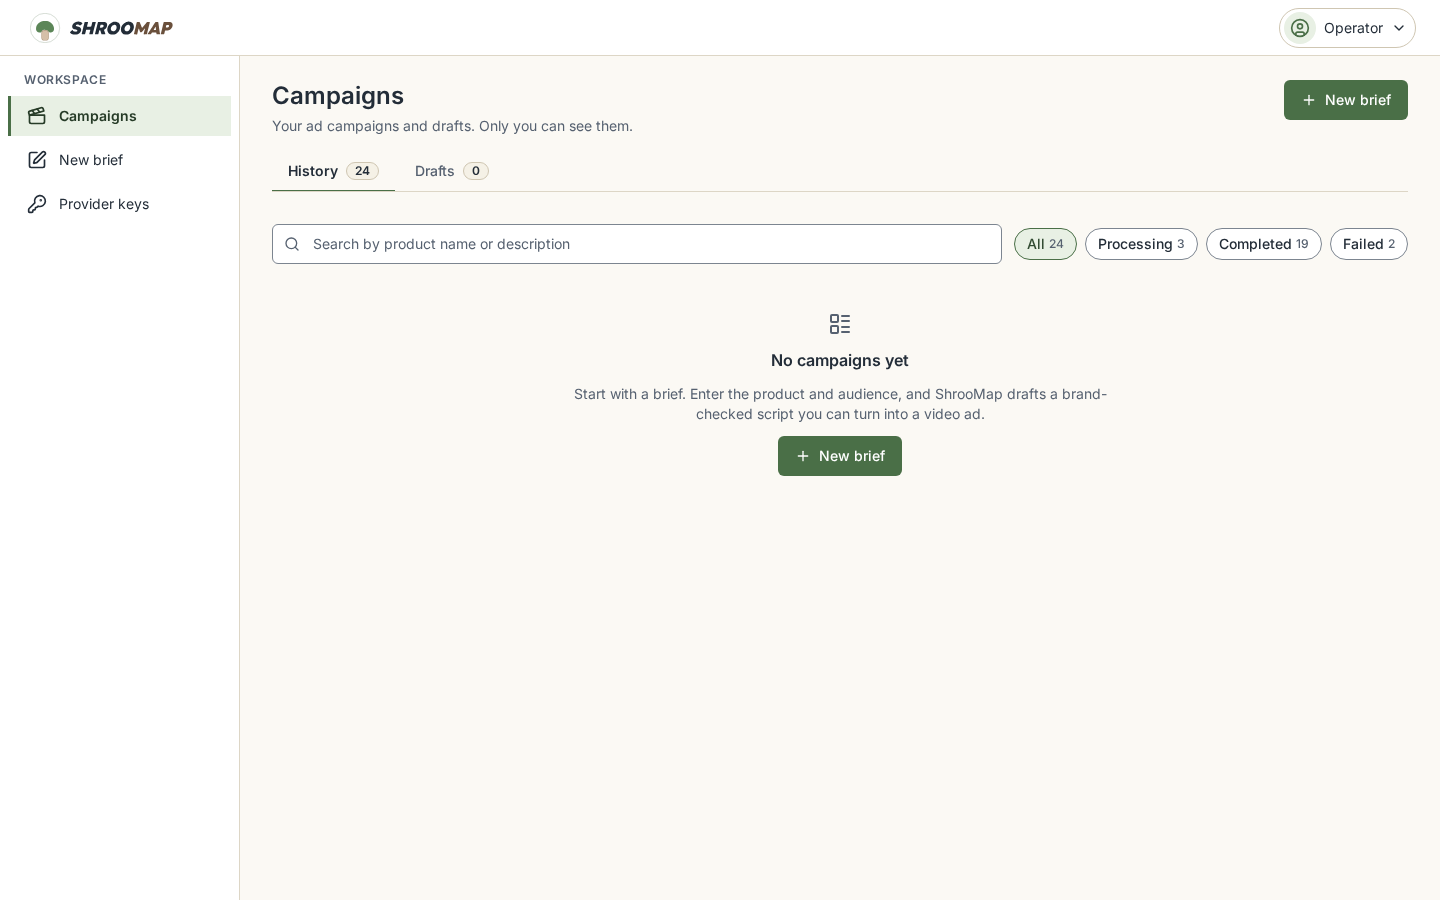 SHROOMAP
Operator
WORKSPACE
Campaigns
New brief
Provider keys
Campaigns
Your ad campaigns and drafts. Only you can see them.
New brief
History 24
Drafts 0
Search by product name or description
All 24
Processing 3
Completed 19
Failed 2
No campaigns yet
Start with a brief. Enter the product and audience, and ShrooMap drafts a brand-
checked script you can turn into a video ad.
New brief